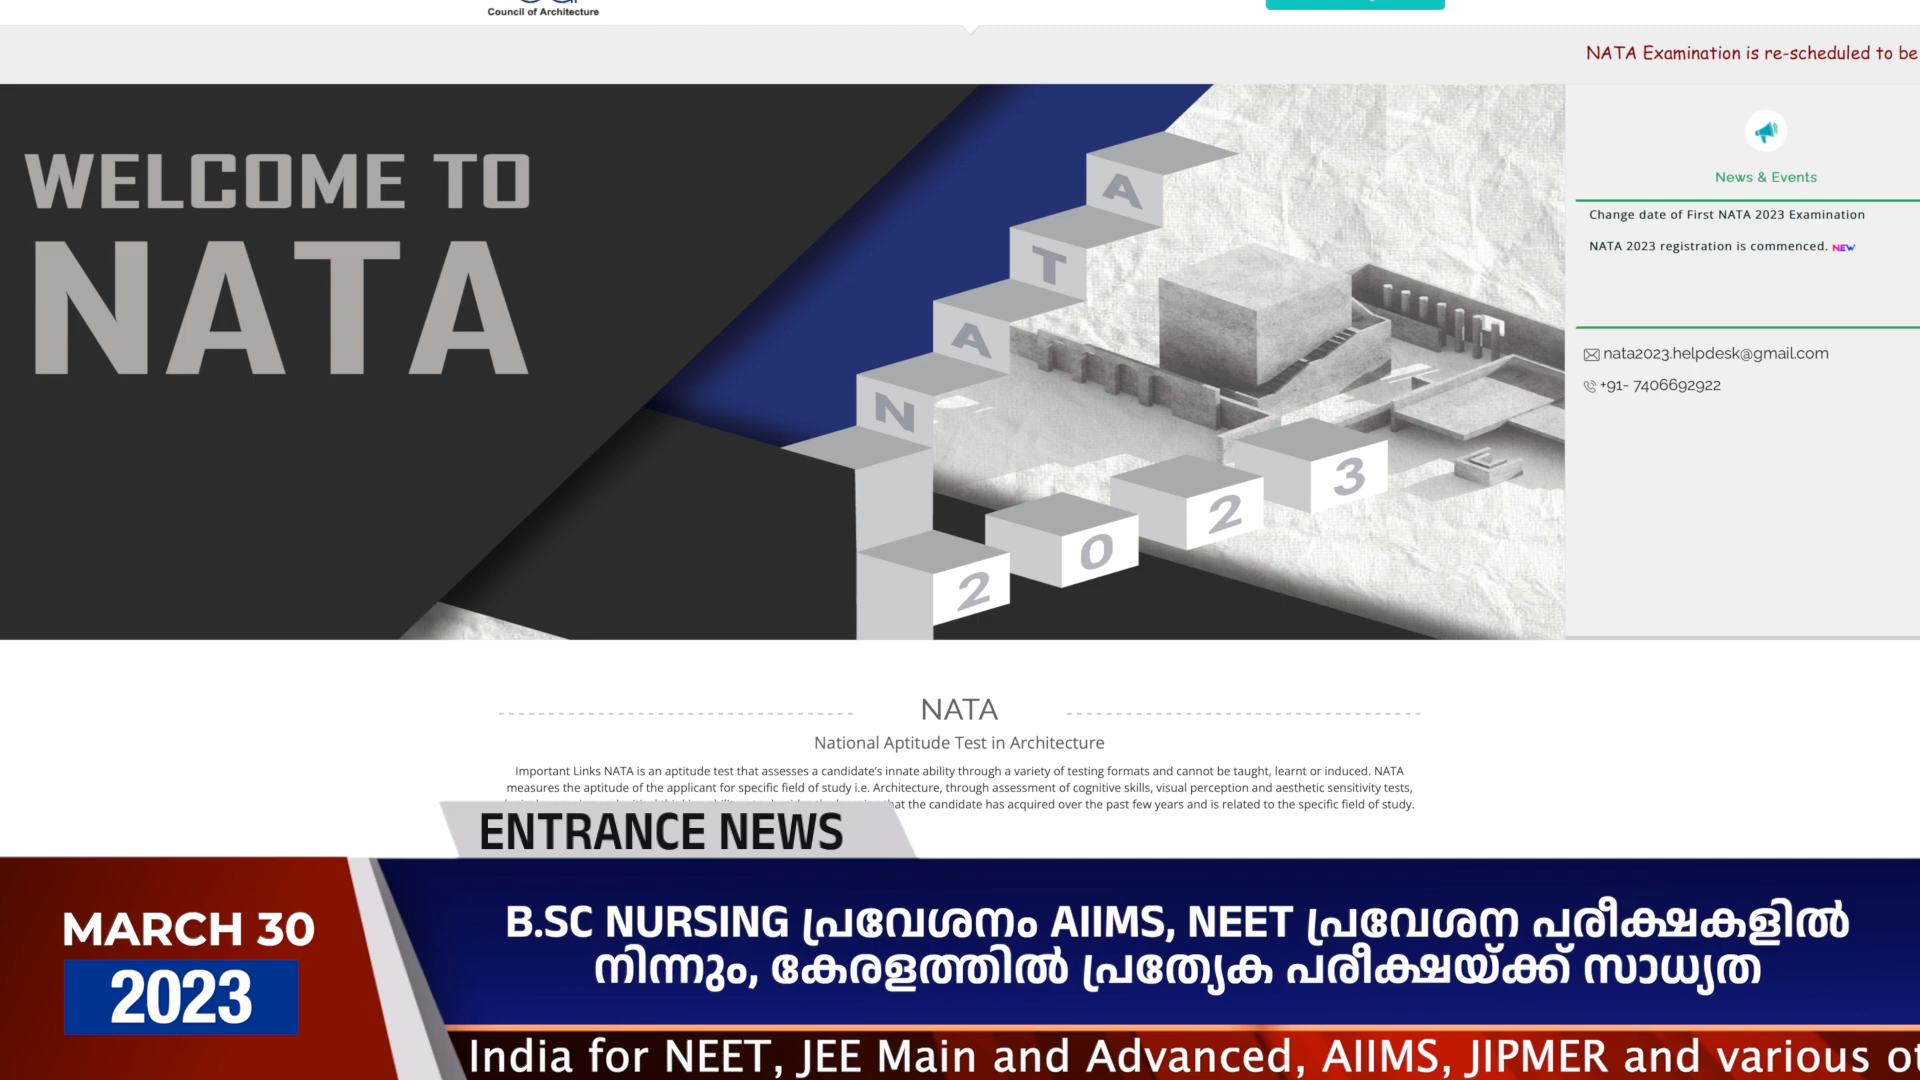 Council of Architecture
NATA Examination is re-scheduled to be
WELCOME TO
NATA
A
T
A
N
2 0 2 3
News & Events
Change date of First NATA 2023 Examination
NATA 2023 registration is commenced. NEW
nata2023.helpdesk@gmail.com
+91- 7406692922
NATA
National Aptitude Test in Architecture
Important Links NATA is an aptitude test that assesses a candidate's innate ability through a variety of testing formats and cannot be taught, learnt or induced. NATA
measures the aptitude of the applicant for specific field of study i.e. Architecture, through assessment of cognitive skills, visual perception and aesthetic sensitivity tests,
the candidate has acquired over the past few years and is related to the specific field of study.
ENTRANCE NEWS
MARCH 30
2023
B.SC NURSING പ്രവേശനം AIIMS, NEET പ്രവേശന പരീക്ഷകളിൽ
നിന്നും, കേരളത്തിൽ പ്രത്യേക പരീക്ഷയ്ക്ക് സാധ്യത
India for NEET, JEE Main and Advanced, AIIMS, JIPMER and various